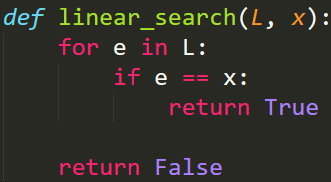 def linear_search(L, x):
    for e in L:
        if e == x:
            return True

    return False